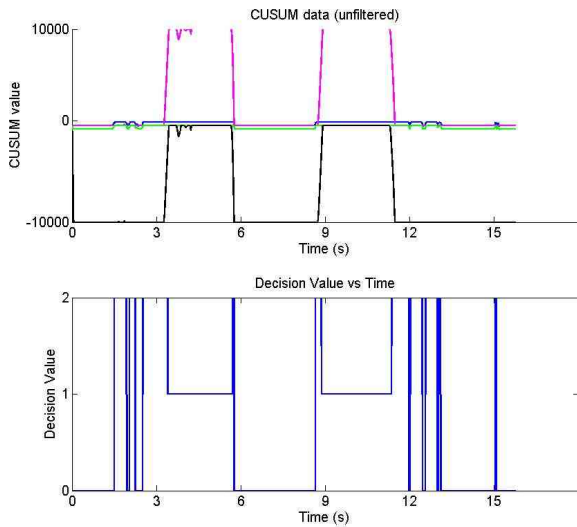 CUSUM data (unfiltered)
10000
0
-10000
CUSUM value
0 3 6 9 12 15
Time (s)
Decision Value vs Time
2
1
0
Decision Value
0 3 6 9 12 15
Time (s)